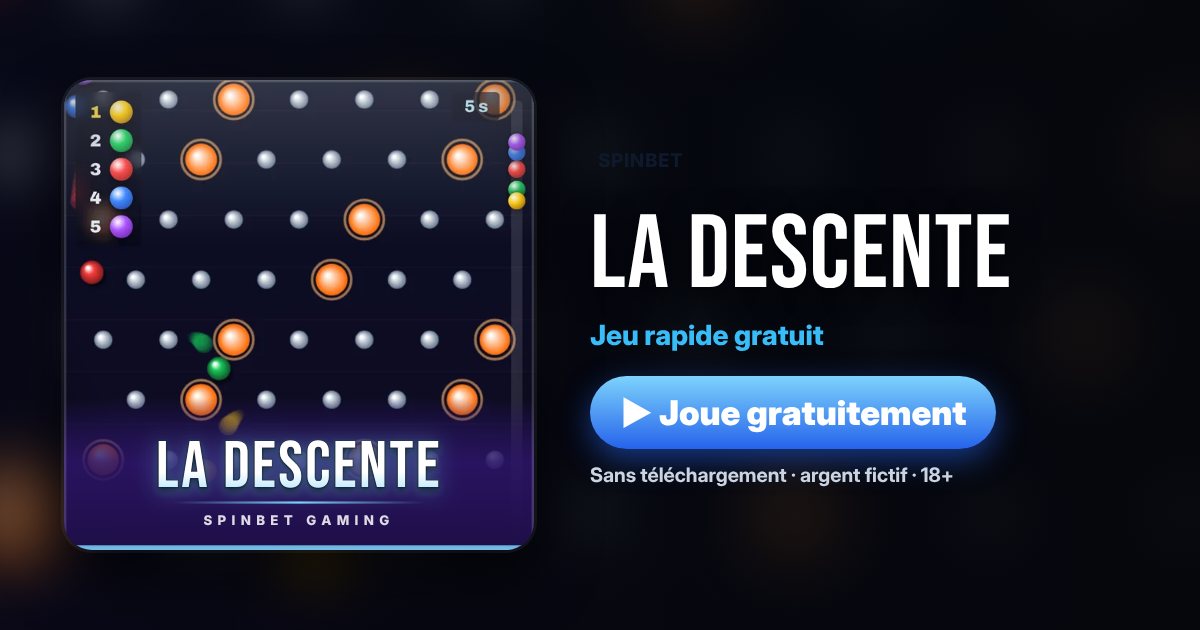 1
2
3
4
5
5 s
LA DESCENTE
SPINBET GAMING
SPINBET
LA DESCENTE
Jeu rapide gratuit
Joue gratuitement
Sans téléchargement · argent fictif · 18+